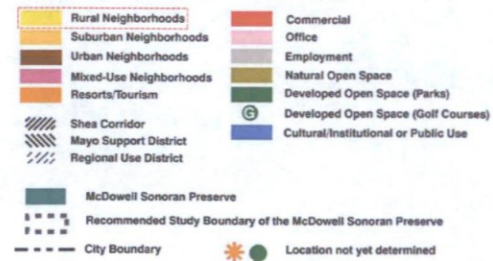 Rural Neighborhoods
Suburban Neighborhoods
Urban Neighborhoods
Mixed-Use Neighborhoods
Resorts/Tourism
Shea Corridor
Mayo Support District
Regional Use District
Commercial
Office
Employment
Natural Open Space
Developed Open Space (Parks)
G Developed Open Space (Golf Courses)
Cultural/Institutional or Public Use
McDowell Sonoran Preserve
Recommended Study Boundary of the McDowell Sonoran Preserve
City Boundary
Location not yet determined